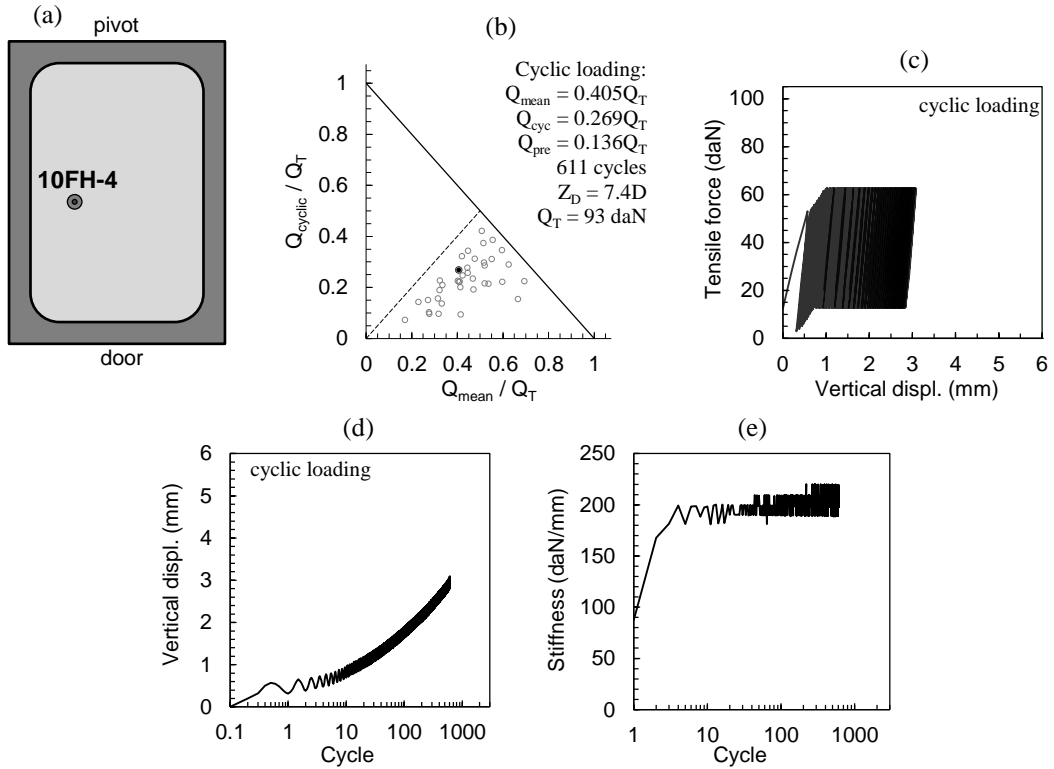 (a)
pivot
10FH-4
door
(b)
Cyclic loading:
Q_mean = 0.405Q_T
Q_cyc = 0.269Q_T
Q_pre = 0.136Q_T
611 cycles
Z_D = 7.4D
Q_T = 93 daN
Q_cyclic / Q_T
1
0.8
0.6
0.4
0.2
0
0 0.2 0.4 0.6 0.8 1
Q_mean / Q_T
(c)
cyclic loading
Tensile force (daN)
100
80
60
40
20
0
0 1 2 3 4 5 6
Vertical displ. (mm)
(d)
cyclic loading
Vertical displ. (mm)
6
5
4
3
2
1
0
0.1 1 10 100 1000
Cycle
(e)
Stiffness (daN/mm)
250
200
150
100
50
0
1 10 100 1000
Cycle